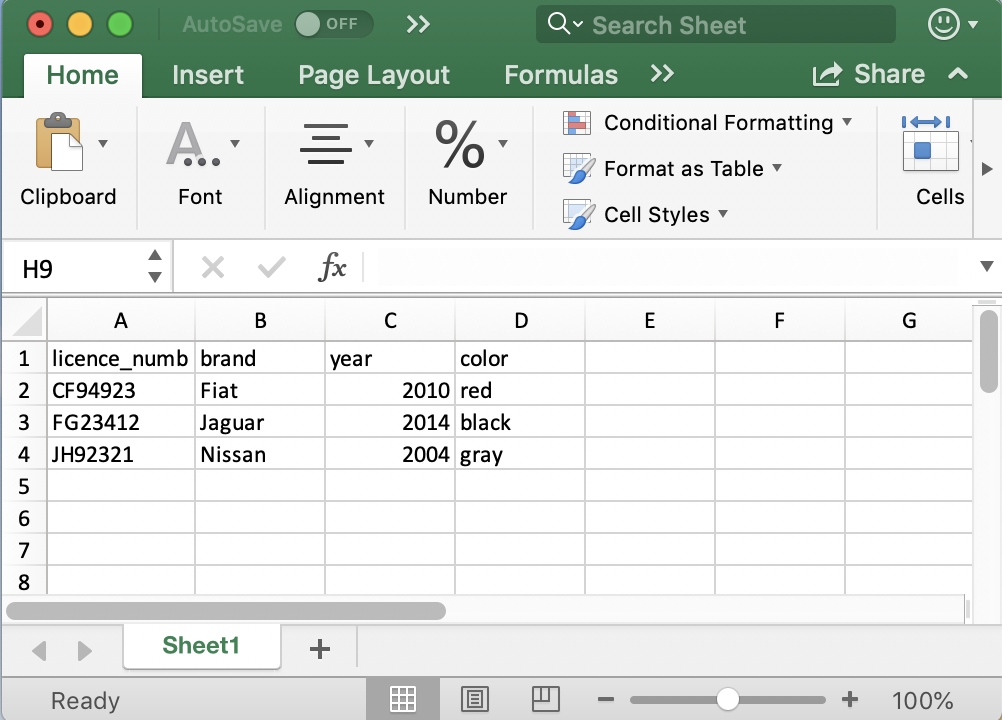 AutoSave OFF Search Sheet
Home Insert Page Layout Formulas Share
Clipboard Font Alignment % Number Conditional Formatting Format as Table Cell Styles Cells
H9 fx
A B C D E F G
1 licence_numb brand year color
2 CF94923 Fiat 2010 red
3 FG23412 Jaguar 2014 black
4 JH92321 Nissan 2004 gray
5
6
7
8
Sheet1 +
Ready 100%